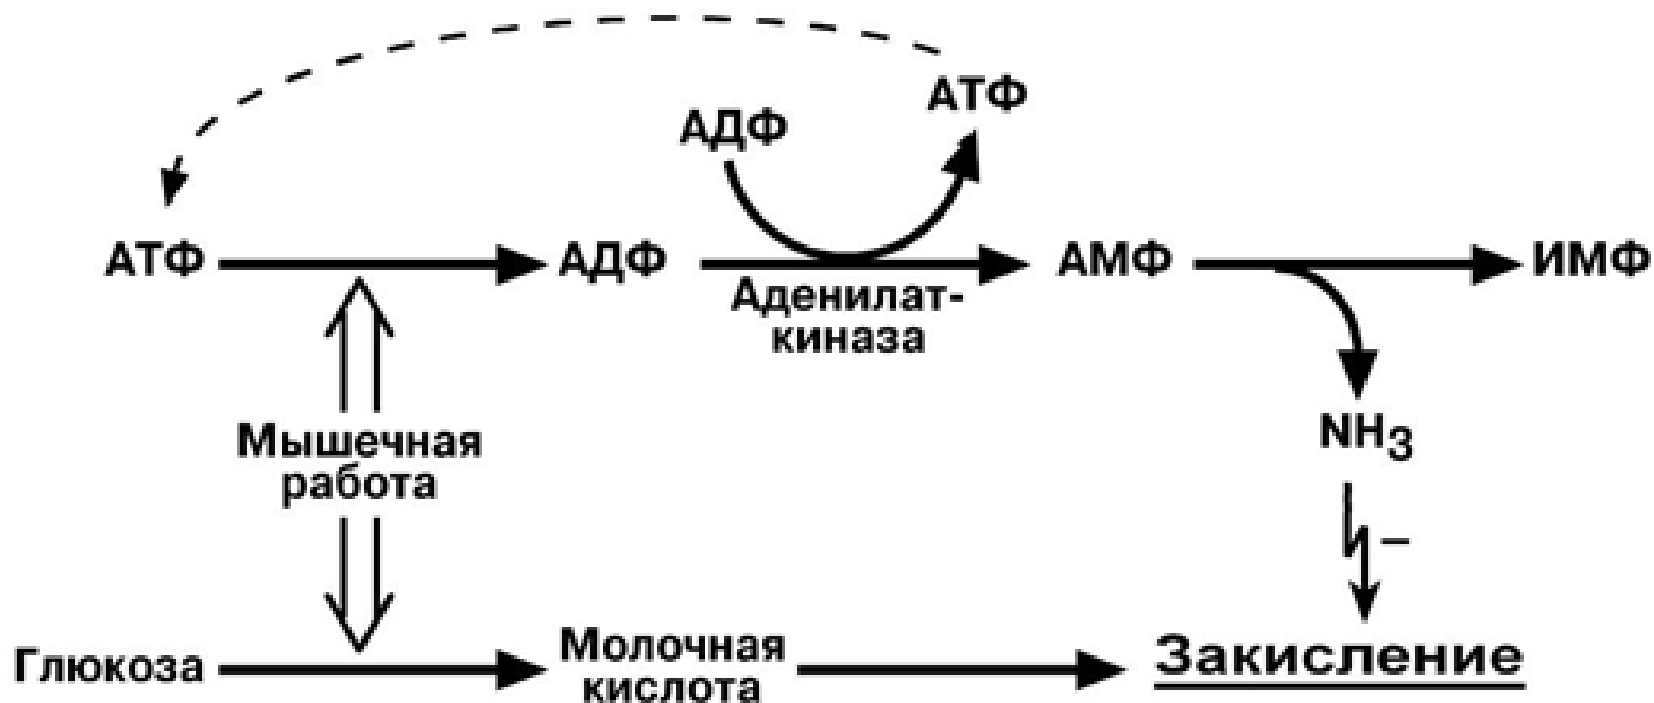 АТФ
АДФ
АТФ
АДФ
АМФ
ИМФ
Аденилат-
киназа
NH3
Мышечная
работа
–
Глюкоза
Молочная
кислота
Закисление